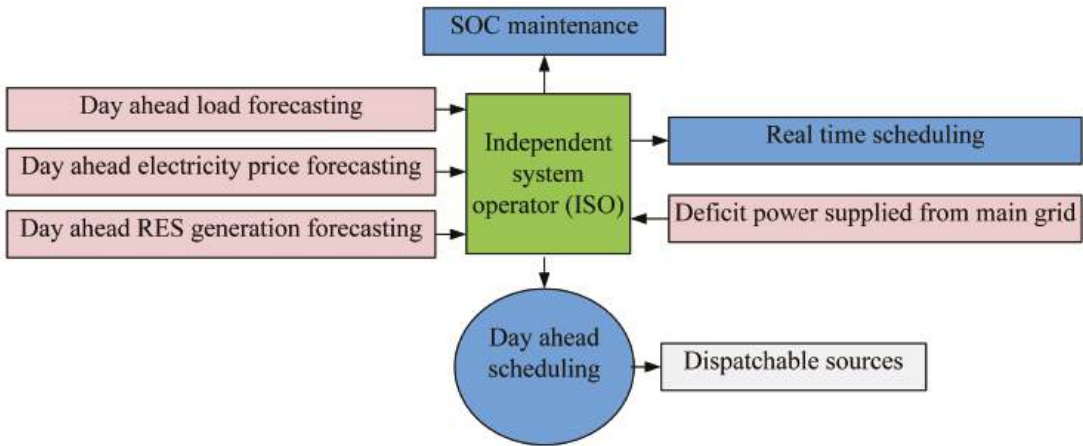 SOC maintenance
Day ahead load forecasting
Day ahead electricity price forecasting
Day ahead RES generation forecasting
Independent
system
operator (ISO)
Real time scheduling
Deficit power supplied from main grid
Day ahead
scheduling
Dispatchable sources